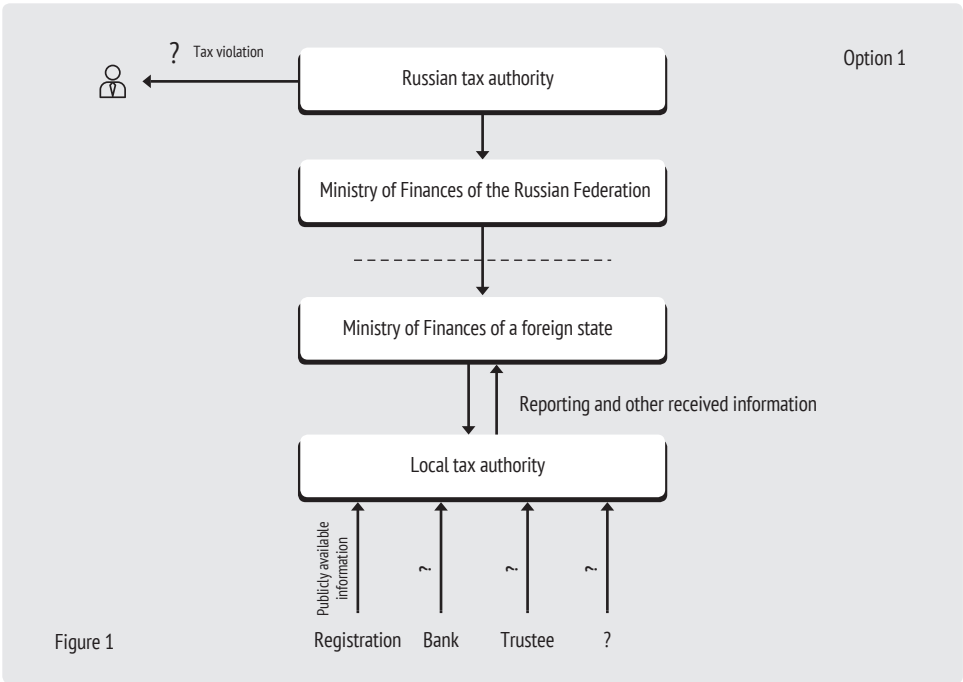 ? Tax violation
Option 1
Russian tax authority
Ministry of Finances of the Russian Federation
Ministry of Finances of a foreign state
Reporting and other received information
Local tax authority
Publicly available
information
?
?
?
Registration
Bank
Trustee
?
Figure 1